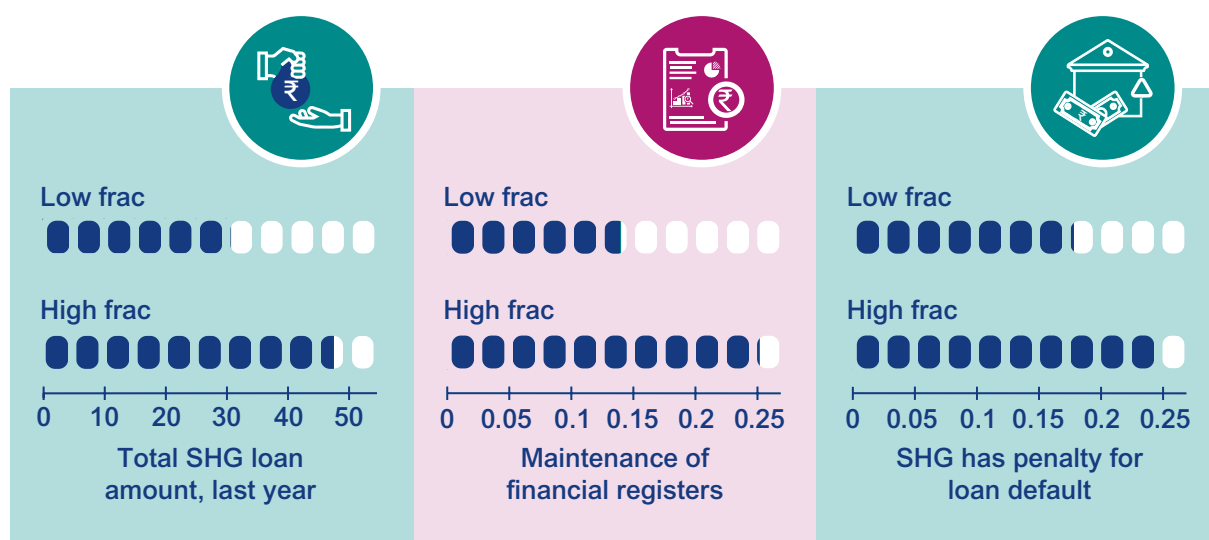 ₹
₹
₹
Low frac
High frac
0 10 20 30 40 50
Total SHG loan
amount, last year
Low frac
High frac
0 0.05 0.1 0.15 0.2 0.25
Maintenance of
financial registers
Low frac
High frac
0 0.05 0.1 0.15 0.2 0.25
SHG has penalty for
loan default